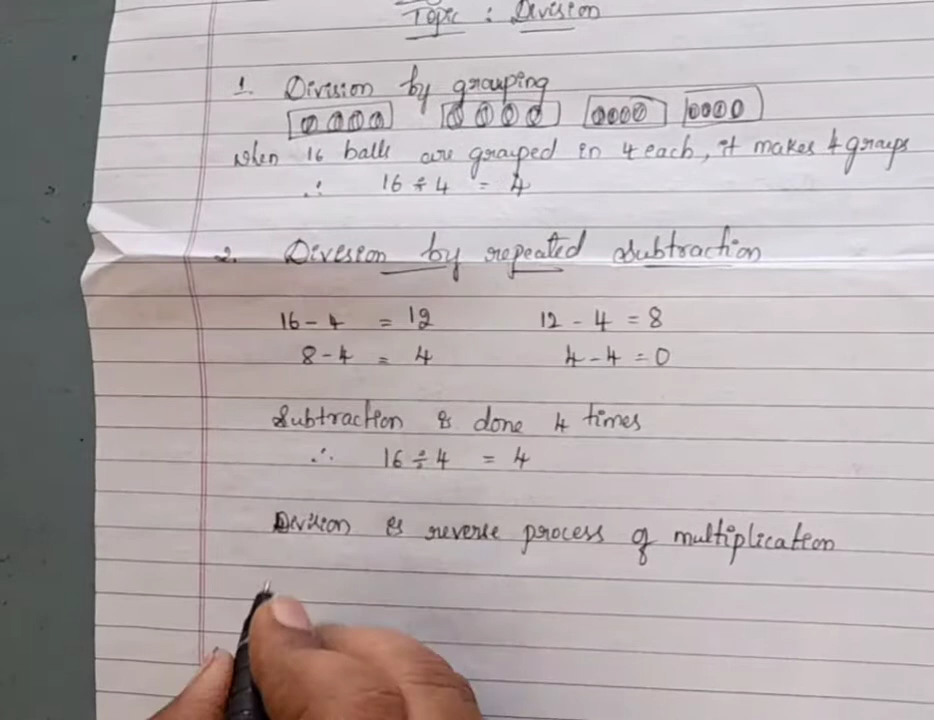 Topic : Division
1. Division by grouping
When 16 balls are grouped in 4 each, it makes 4 groups
∴ 16 ÷ 4 = 4
2. Division by repeated subtraction
16 - 4 = 12 12 - 4 = 8
8 - 4 = 4 4 - 4 = 0
Subtraction is done 4 times
∴ 16 ÷ 4 = 4
Division is reverse process of multiplication